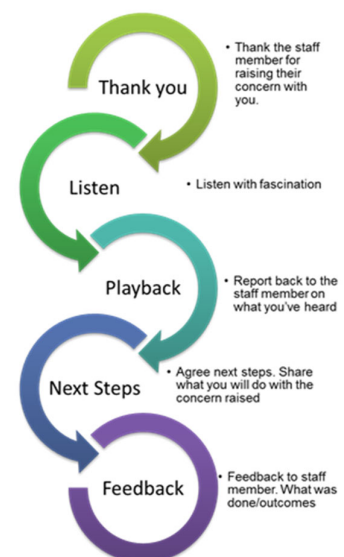 Thank you
• Thank the staff
member for
raising their
concern with
you.
Listen
• Listen with fascination
Playback
• Report back to the
staff member on
what you've heard
Next Steps
• Agree next steps. Share
what you will do with the
concern raised
Feedback
• Feedback to staff
member. What was
done/outcomes